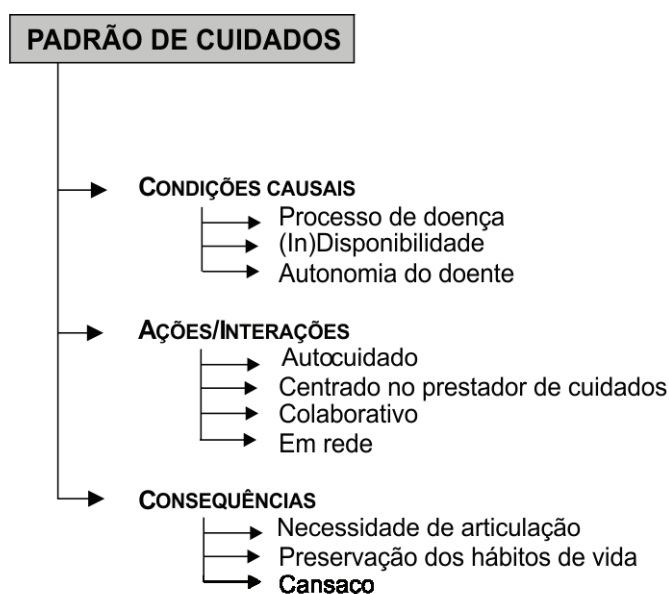 PADRÃO DE CUIDADOS
CONDIÇÕES CAUSAIS
Processo de doença
(In)Disponibilidade
Autonomia do doente
AÇÕES/INTERAÇÕES
Autocuidado
Centrado no prestador de cuidados
Colaborativo
Em rede
CONSEQUÊNCIAS
Necessidade de articulação
Preservação dos hábitos de vida
Cansaco